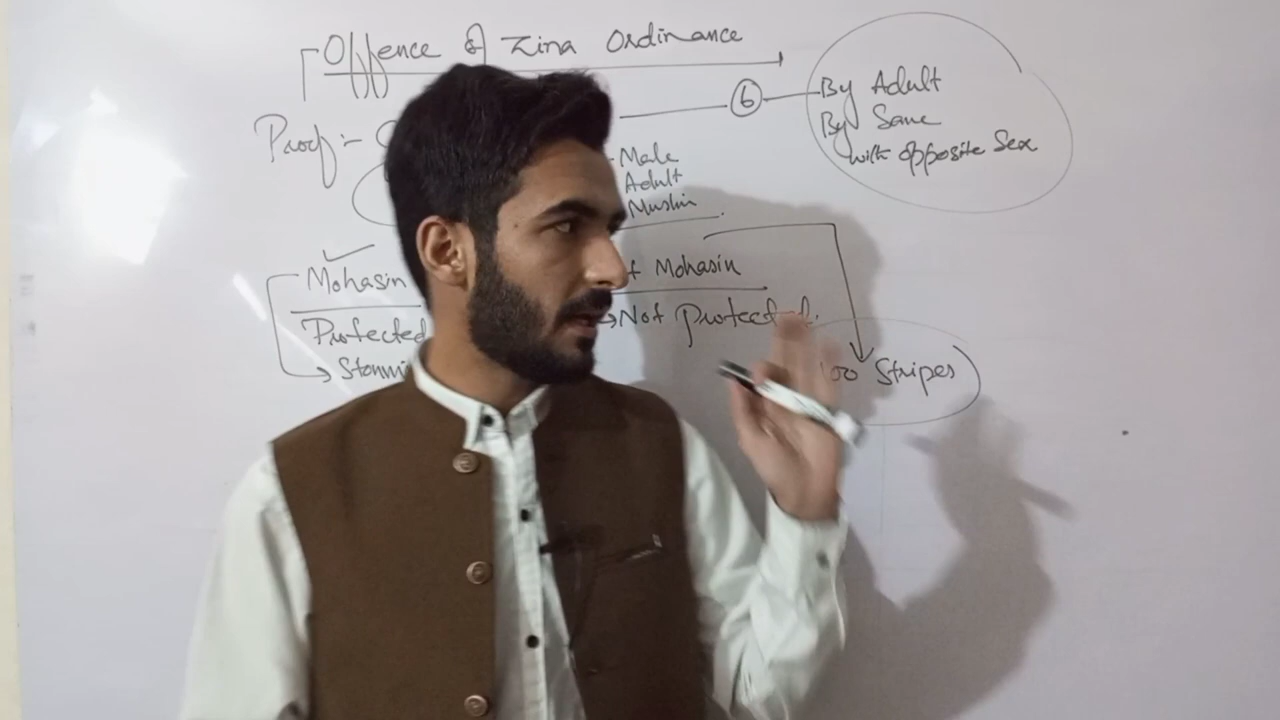 Offence of Zina Ordinance
6
By Adult
By Sane
with opposite Sex
Proof :-
Male
Adult
Muslim
Mohasin
Mohasin
Protected
Not Protected.
100 Stripes